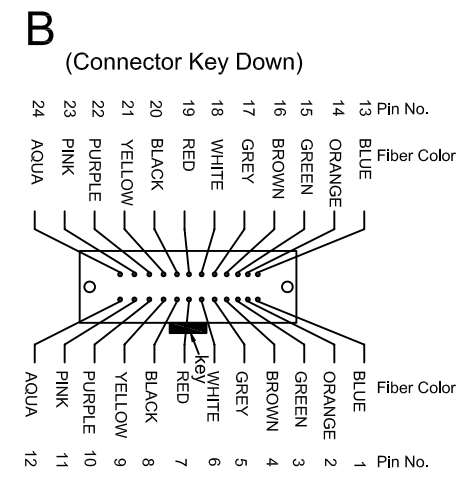 B
(Connector Key Down)
24 23 22 21 20 19 18 17 16 15 14 13 Pin No.
AQUA PINK PURPLE YELLOW BLACK RED WHITE GREY BROWN GREEN ORANGE BLUE Fiber Color
key
AQUA PINK PURPLE YELLOW BLACK RED WHITE GREY BROWN GREEN ORANGE BLUE Fiber Color
12 11 10 9 8 7 6 5 4 3 2 1 Pin No.